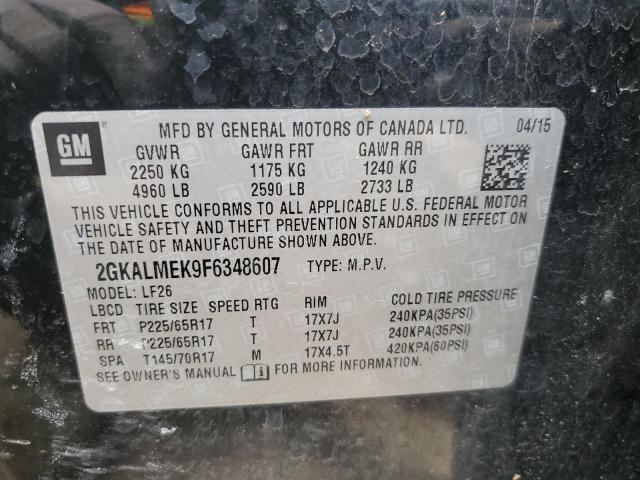 GM
MFD BY GENERAL MOTORS OF CANADA LTD. 04/15
GVWR GAWR FRT GAWR RR
2250 KG 1175 KG 1240 KG
4960 LB 2590 LB 2733 LB
THIS VEHICLE CONFORMS TO ALL APPLICABLE U.S. FEDERAL MOTOR
VEHICLE SAFETY AND THEFT PREVENTION STANDARDS IN EFFECT ON
THE DATE OF MANUFACTURE SHOWN ABOVE.
2GKALMEK9F6348607 TYPE: M.P.V.
MODEL: LF26
LBCD TIRE SIZE SPEED RTG RIM COLD TIRE PRESSURE
FRT P225/65R17 T 17X7J 240KPA(35PSI)
RR P225/65R17 T 17X7J 240KPA(35PSI)
SPA T145/70R17 M 17X4.5T 420KPA(60PSI)
SEE OWNER'S MANUAL FOR MORE INFORMATION.